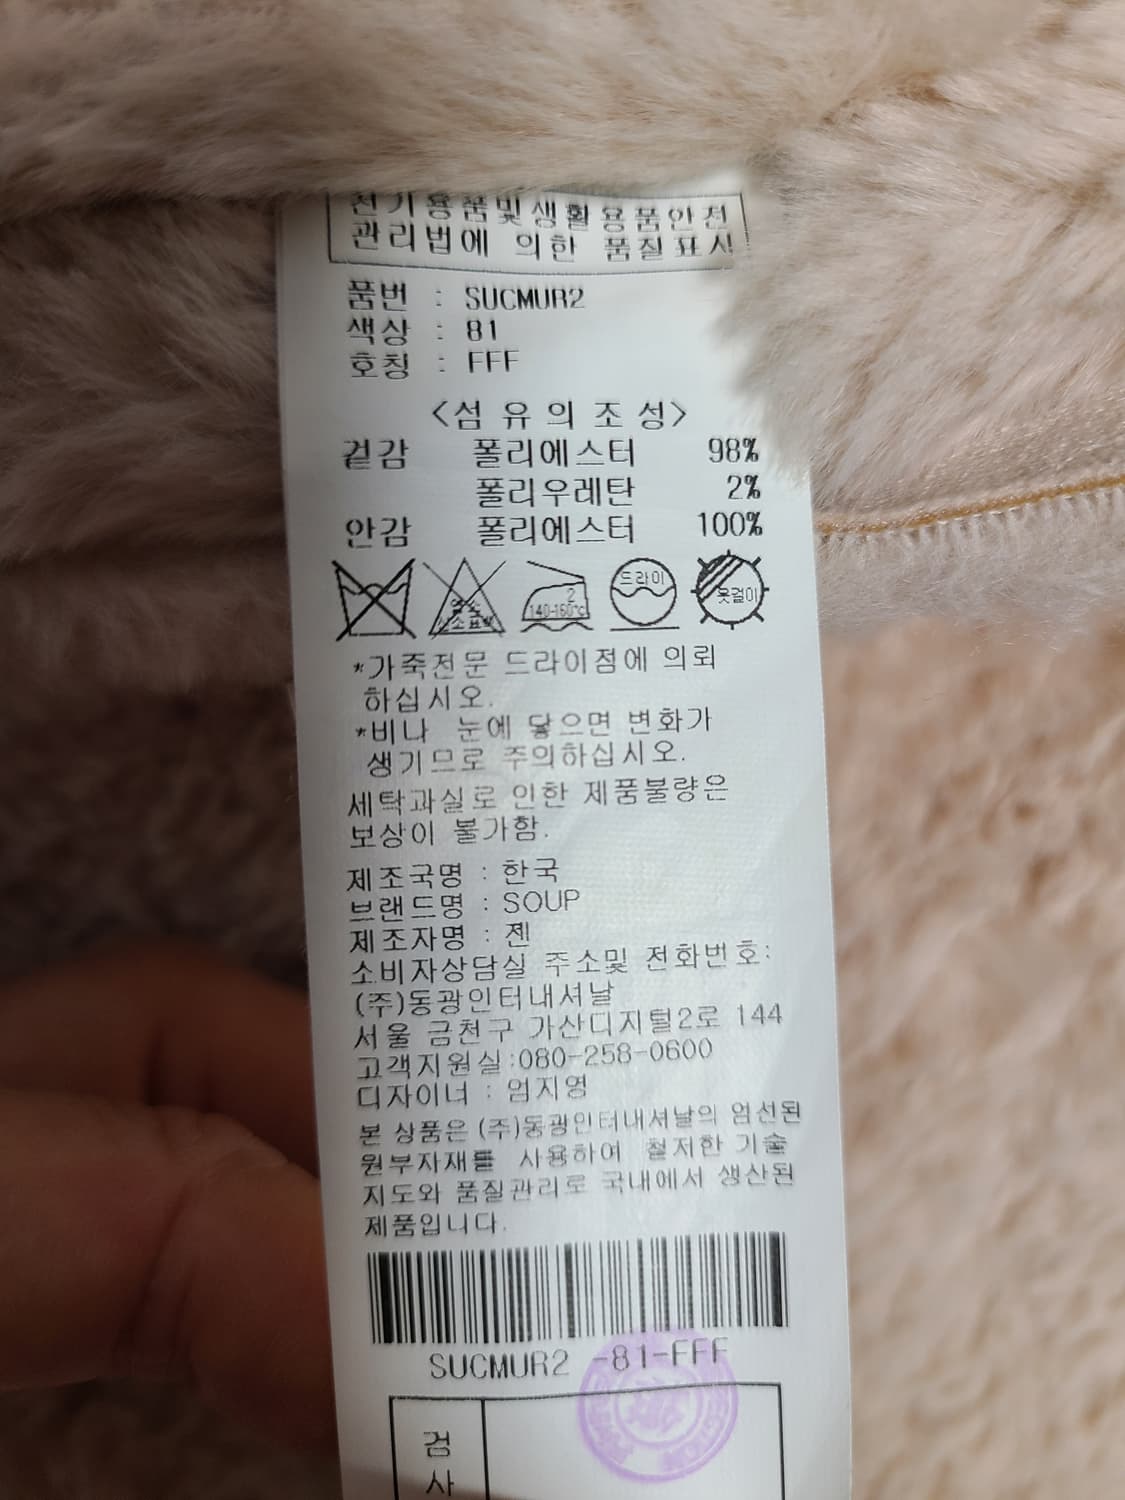 전기용품및생활용품안전
관리법에 의한 품질표시
품번 : SUCMUR2
색상 : 81
호칭 : FFF
<섬 유 의 조 성>
겉감 폴리에스터 98%
폴리우레탄 2%
안감 폴리에스터 100%
염소 산소표백
2 140-160℃
드라이
옷걸이
*가죽전문 드라이점에 의뢰
하십시오.
*비나 눈에 닿으면 변화가
생기므로 주의하십시오.
세탁과실로 인한 제품불량은
보상이 불가함.
제조국명 : 한국
브랜드명 : SOUP
제조자명 : 젠
소비자상담실 주소및 전화번호:
(주)동광인터내셔날
서울 금천구 가산디지털2로 144
고객지원실:080-258-0600
디자이너 : 엄지영
본 상품은 (주)동광인터내셔날의 엄선된
원부자재를 사용하여 철저한 기술
지도와 품질관리로 국내에서 생산된
제품입니다.
SUCMUR2 -81-FFF
검
사